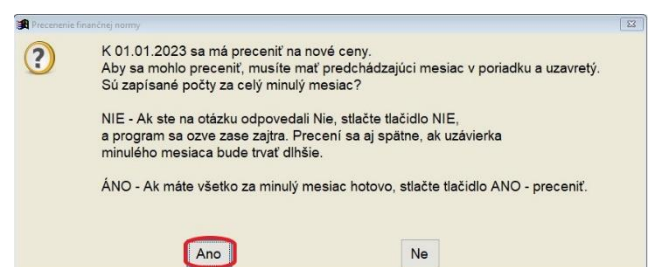 Precenenie finančnej normy
K 01.01.2023 sa má preceniť na nové ceny.
Aby sa mohlo preceniť, musíte mať predchádzajúci mesiac v poriadku a uzavretý.
Sú zapísané počty za celý minulý mesiac?
NIE - Ak ste na otázku odpovedali Nie, stlačte tlačidlo NIE,
a program sa ozve zase zajtra. Precení sa aj spätne, ak uzávierka
minulého mesiaca bude trvať dlhšie.
ÁNO - Ak máte všetko za minulý mesiac hotovo, stlačte tlačidlo ANO - preceniť.
Ano Ne